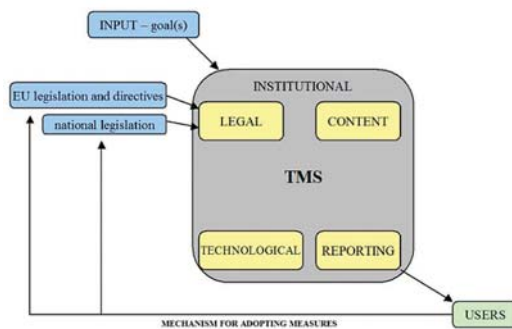 INPUT – goal(s)
INSTITUTIONAL
EU legislation and directives
national legislation
LEGAL
CONTENT
TMS
TECHNOLOGICAL
REPORTING
USERS
MECHANISM FOR ADOPTING MEASURES